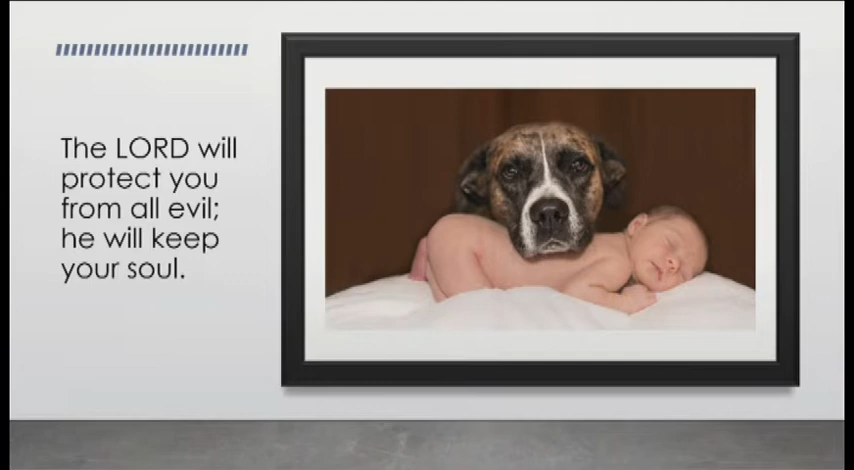 The LORD will
protect you
from all evil;
he will keep
your soul.